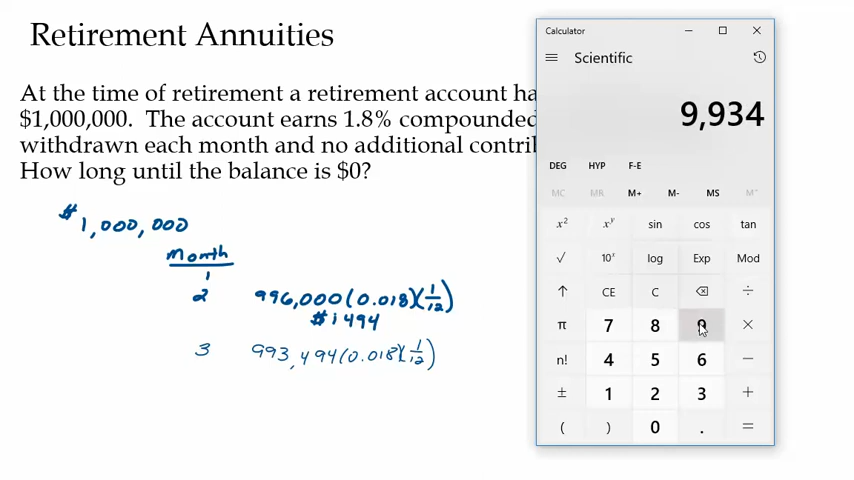 Retirement Annuities
At the time of retirement a retirement account ha
$1,000,000. The account earns 1.8% compounded
withdrawn each month and no additional contrib
How long until the balance is $0?
$1,000,000
Month
1
2 996,000(0.018)(1/12)
$1494
3 993,494(0.018)(1/12)
Calculator
Scientific
9,934
DEG HYP F-E
MC MR M+ M- MS M*
x² xʸ sin cos tan
√ 10ˣ log Exp Mod
↑ CE C ⌫ ÷
π 7 8 9 ×
n! 4 5 6 −
± 1 2 3 +
( ) 0 . =